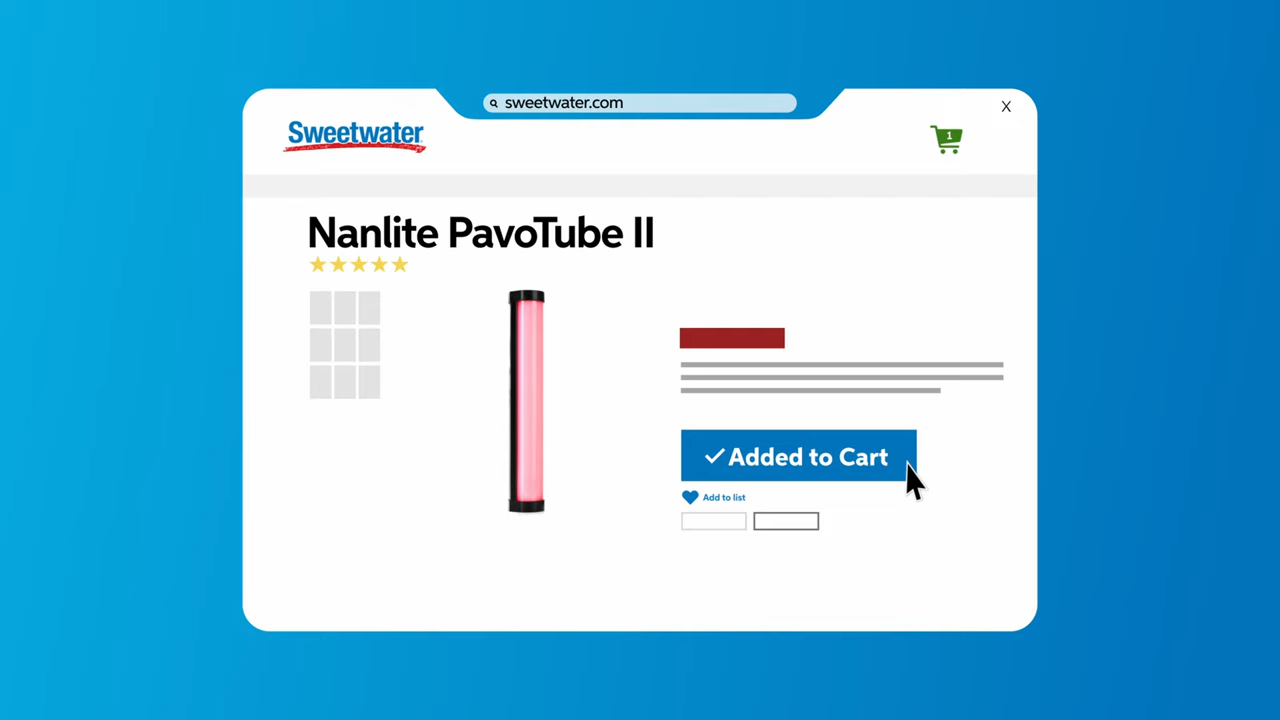 sweetwater.com
X
Sweetwater
1
Nanlite PavoTube II
Added to Cart
Add to list